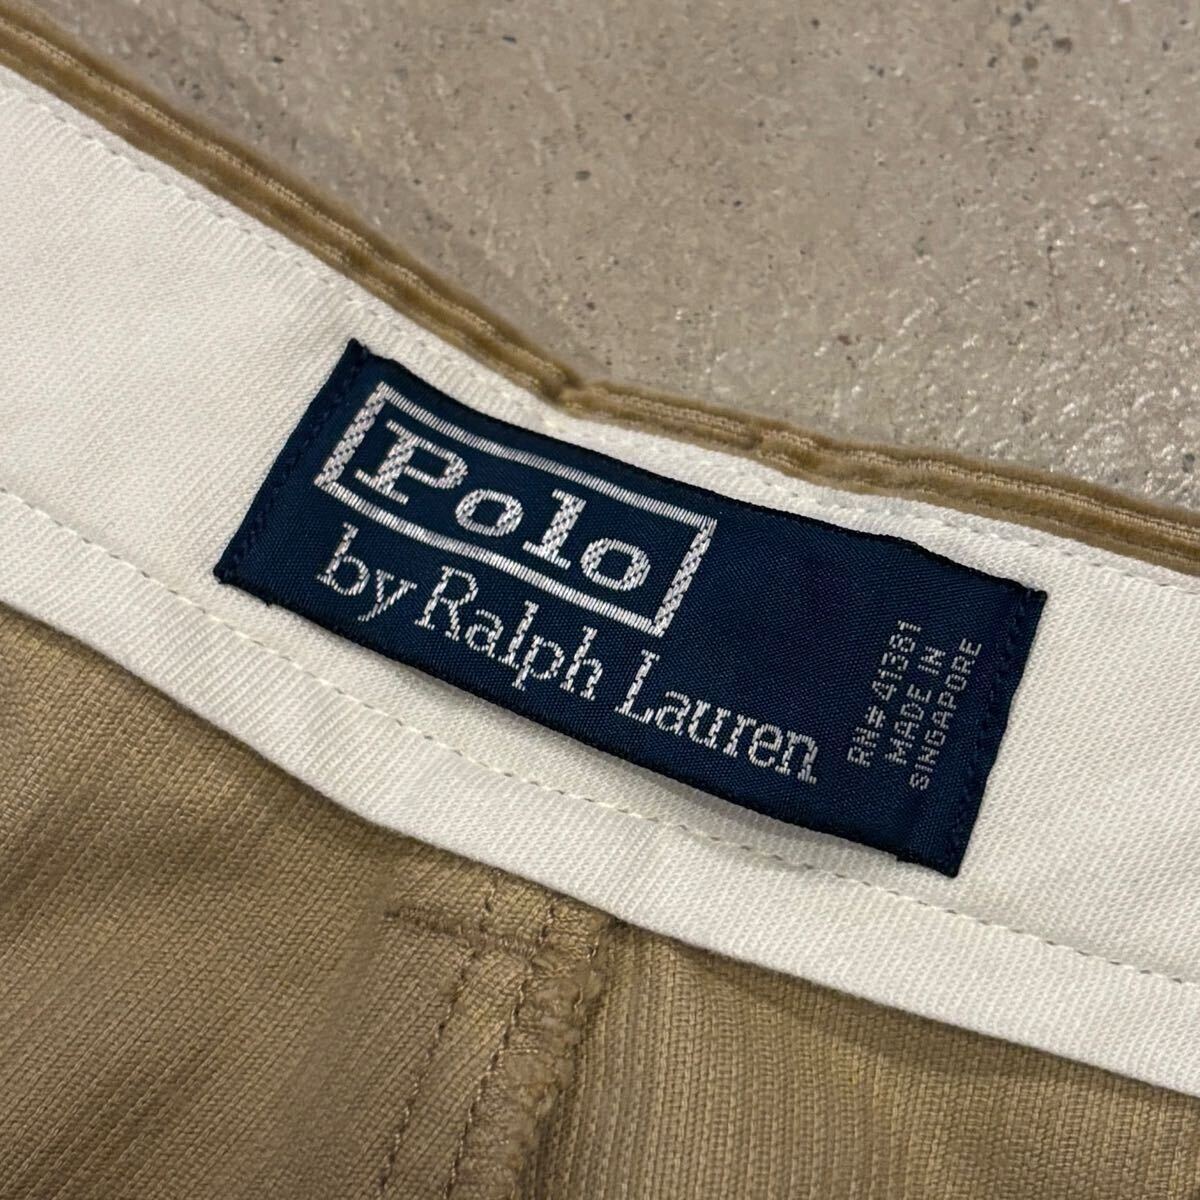 Polo
by Ralph Lauren
RN# 41381
MADE IN
SINGAPORE